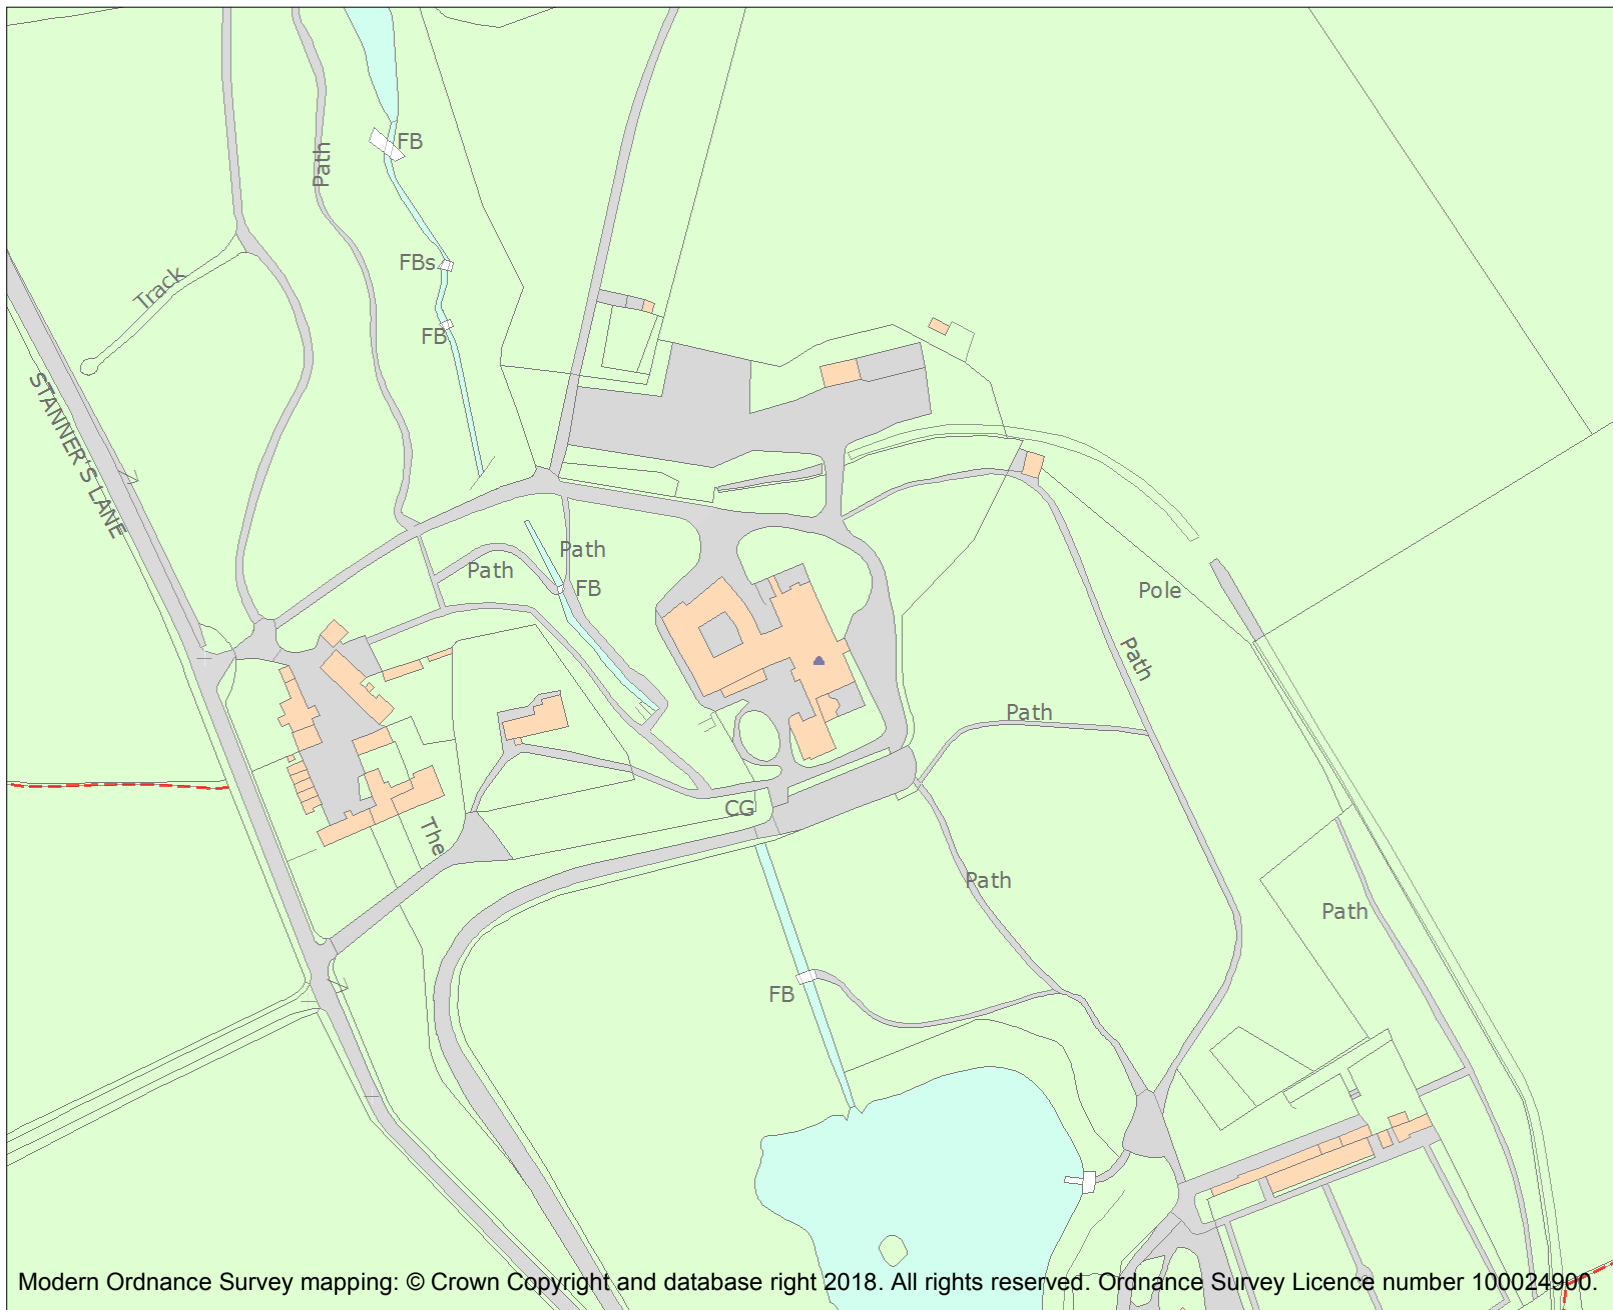 FB
Path
FBs
Track
FB
STANNER'S LANE
Path
Path
FB
Pole
Path
Path
CG
The
Path
Path
FB
Modern Ordnance Survey mapping: © Crown Copyright and database right 2018. All rights reserved. Ordnance Survey Licence number 100024900.